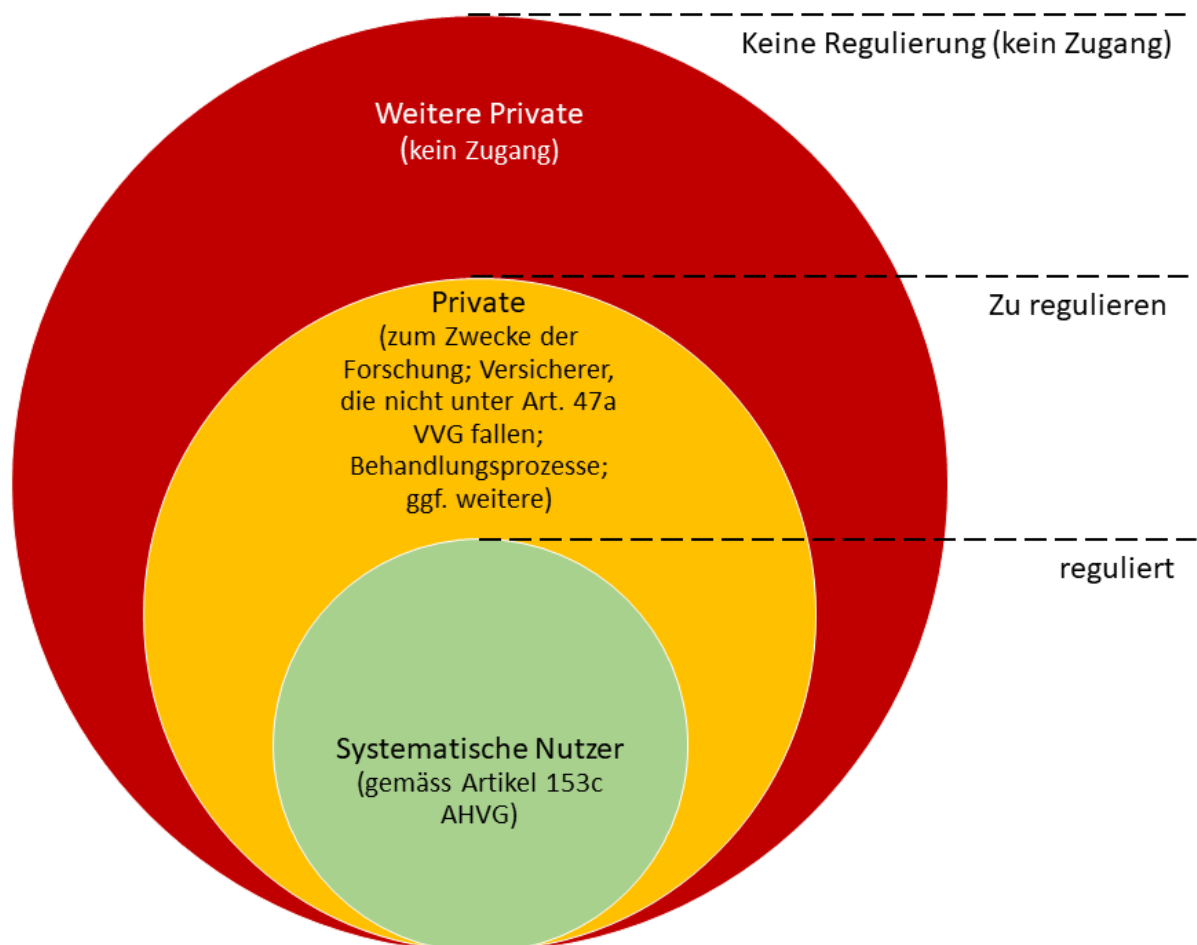 Keine Regulierung (kein Zugang)
Weitere Private
(kein Zugang)
Zu regulieren
Private
(zum Zwecke der
Forschung; Versicherer,
die nicht unter Art. 47a
VVG fallen;
Behandlungsprozesse;
ggf. weitere)
reguliert
Systematische Nutzer
(gemäss Artikel 153c
AHVG)